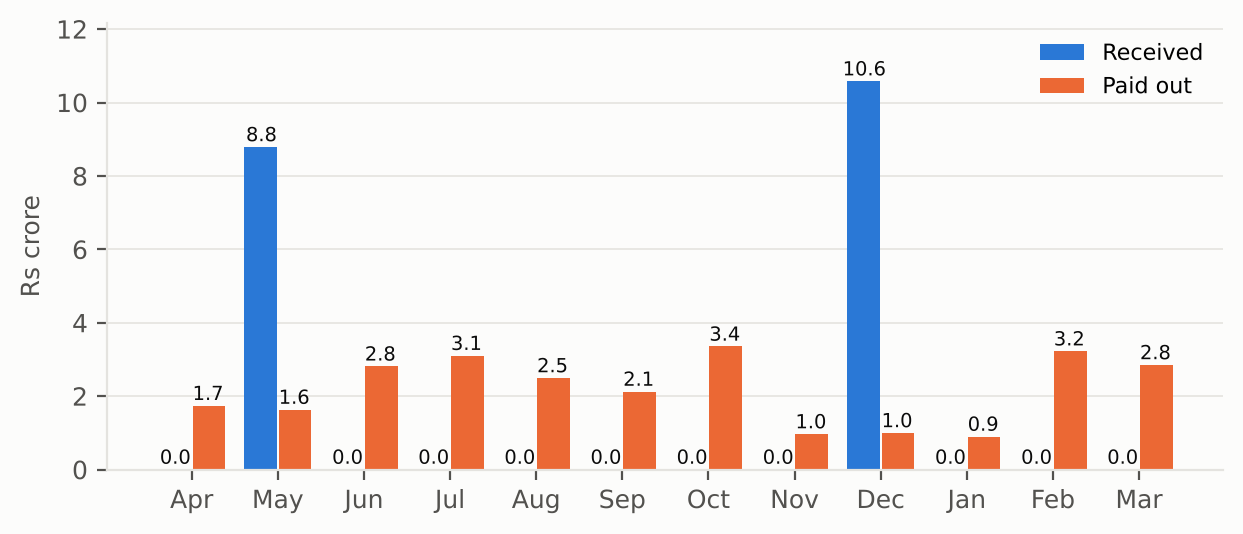 Rs crore
12
10
8
6
4
2
0
Received
Paid out
0.0 1.7 8.8 1.6 0.0 2.8 0.0 3.1 0.0 2.5 0.0 2.1 0.0 3.4 0.0 1.0 10.6 1.0 0.0 0.9 0.0 3.2 0.0 2.8
Apr May Jun Jul Aug Sep Oct Nov Dec Jan Feb Mar